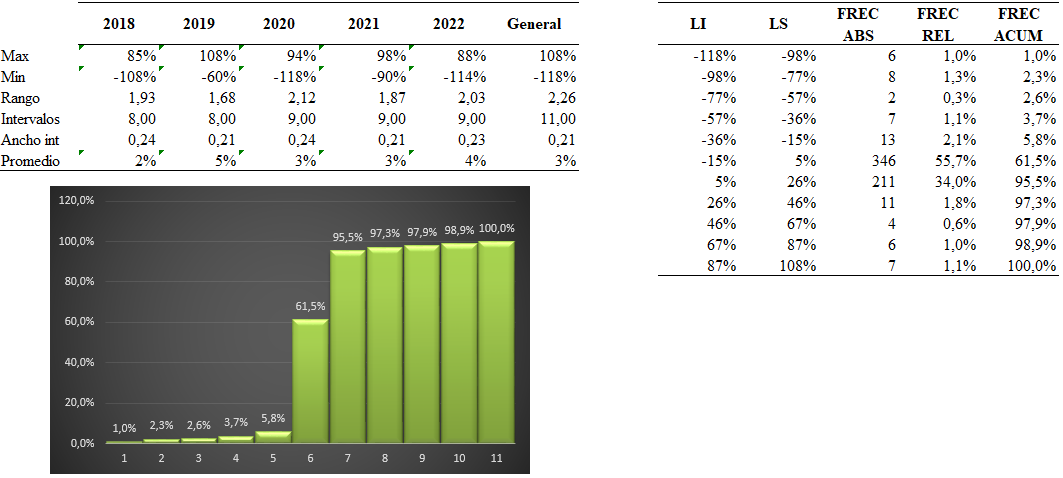 2018 2019 2020 2021 2022 General
Max 85% 108% 94% 98% 88% 108%
Min -108% -60% -118% -90% -114% -118%
Rango 1,93 1,68 2,12 1,87 2,03 2,26
Intervalos 8,00 8,00 9,00 9,00 9,00 11,00
Ancho int 0,24 0,21 0,24 0,21 0,23 0,21
Promedio 2% 5% 3% 3% 4% 3%
LI LS FREC ABS FREC REL FREC ACUM
-118% -98% 6 1,0% 1,0%
-98% -77% 8 1,3% 2,3%
-77% -57% 2 0,3% 2,6%
-57% -36% 7 1,1% 3,7%
-36% -15% 13 2,1% 5,8%
-15% 5% 346 55,7% 61,5%
5% 26% 211 34,0% 95,5%
26% 46% 11 1,8% 97,3%
46% 67% 4 0,6% 97,9%
67% 87% 6 1,0% 98,9%
87% 108% 7 1,1% 100,0%
120,0%
100,0%
80,0%
60,0%
40,0%
20,0%
0,0%
1,0% 2,3% 2,6% 3,7% 5,8% 61,5% 95,5% 97,3% 97,9% 98,9% 100,0%
1 2 3 4 5 6 7 8 9 10 11